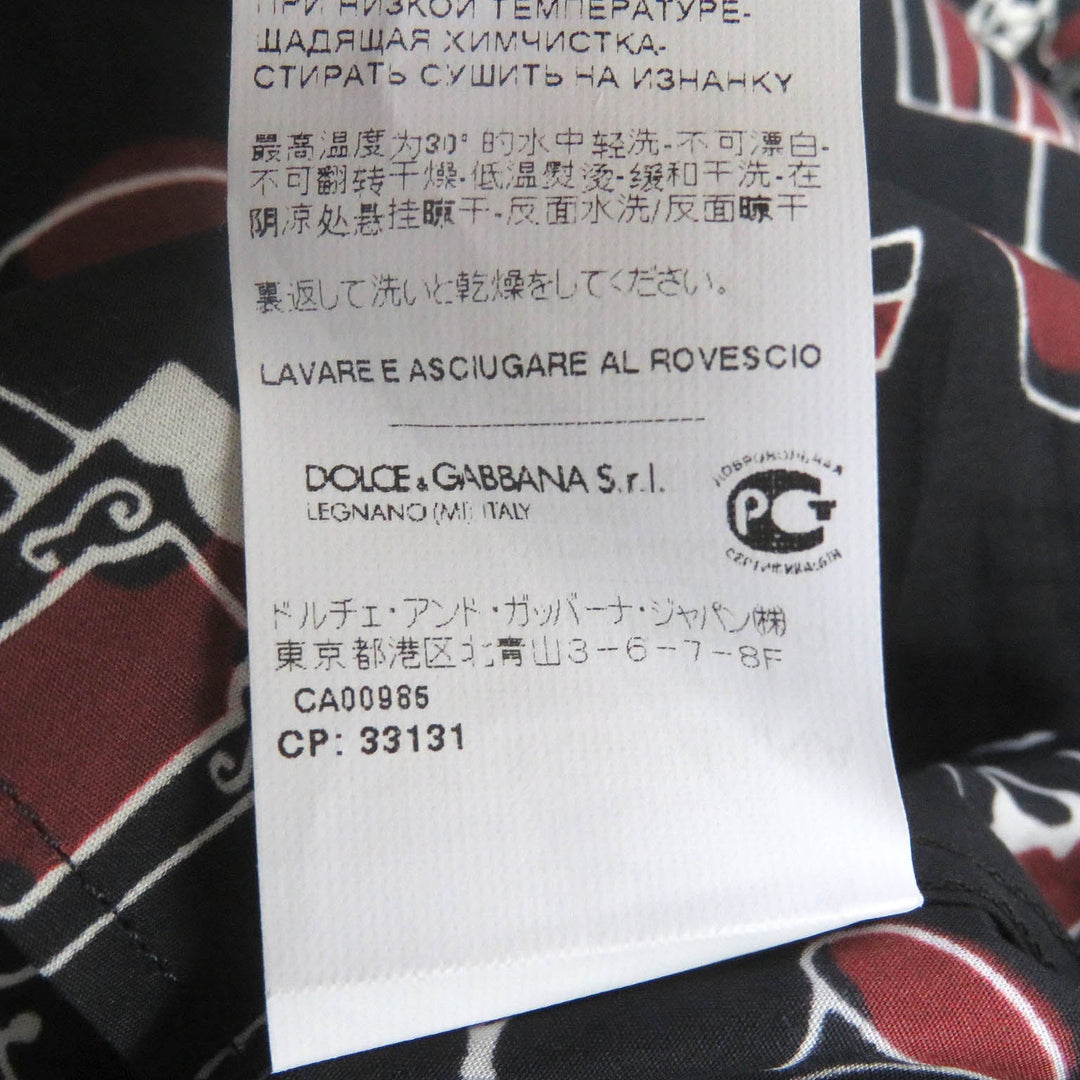 ПРИ НИЗКОЙ ТЕМПЕРАТУРЕ-
ЩАДЯЩАЯ ХИМЧИСТКА-
СТИРАТЬ СУШИТЬ НА ИЗНАНКУ
最高温度为30° 的水中轻洗-不可漂白-
不可翻转干燥-低温熨烫-缓和干洗-在
阴凉处悬挂晾干-反面水洗/反面晾干
裏返して洗いと乾燥をしてください。
LAVARE E ASCIUGARE AL ROVESCIO
DOLCE & GABBANA S.r.l.
LEGNANO (MI) ITALY
ДОБРОВОЛЬНАЯ
РСТ
СЕРТИФИКАЦИЯ
ドルチェ・アンド・ガッバーナ・ジャパン(株)
東京都港区北青山3-6-7-8F
CA00985
CP: 33131